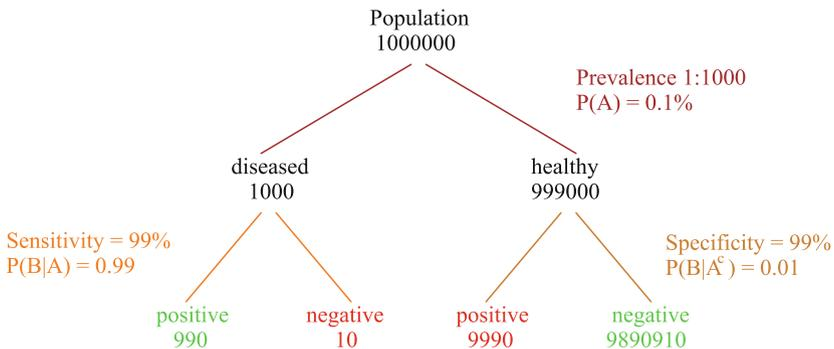 Population
1000000
Prevalence 1:1000
P(A) = 0.1%
diseased
1000
healthy
999000
Sensitivity = 99%
P(B|A) = 0.99
Specificity = 99%
P(B|Aᶜ) = 0.01
positive
990
negative
10
positive
9990
negative
9890910